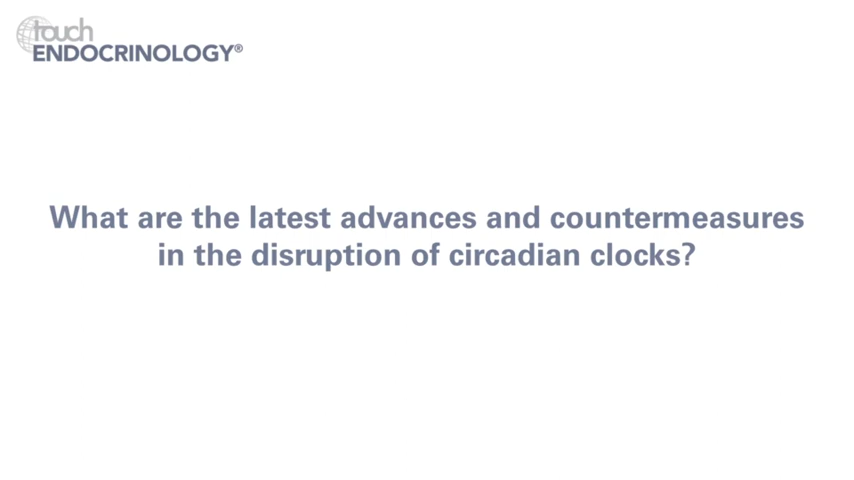 touch
ENDOCRINOLOGY®
What are the latest advances and countermeasures
in the disruption of circadian clocks?